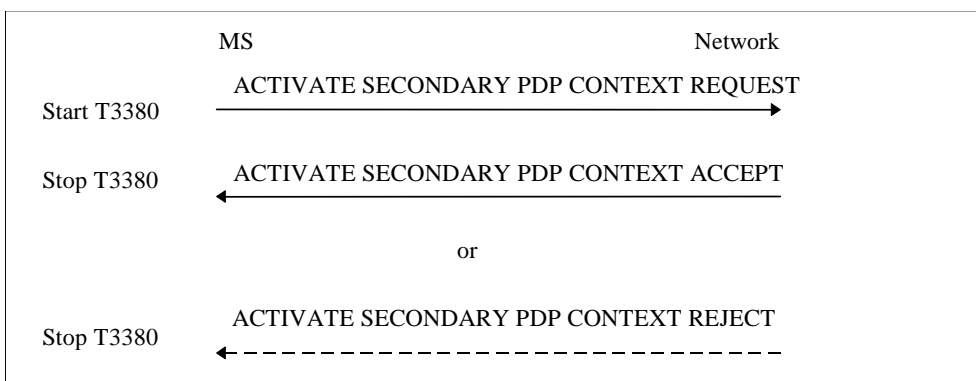 MS Network
ACTIVATE SECONDARY PDP CONTEXT REQUEST
Start T3380
ACTIVATE SECONDARY PDP CONTEXT ACCEPT
Stop T3380
or
ACTIVATE SECONDARY PDP CONTEXT REJECT
Stop T3380